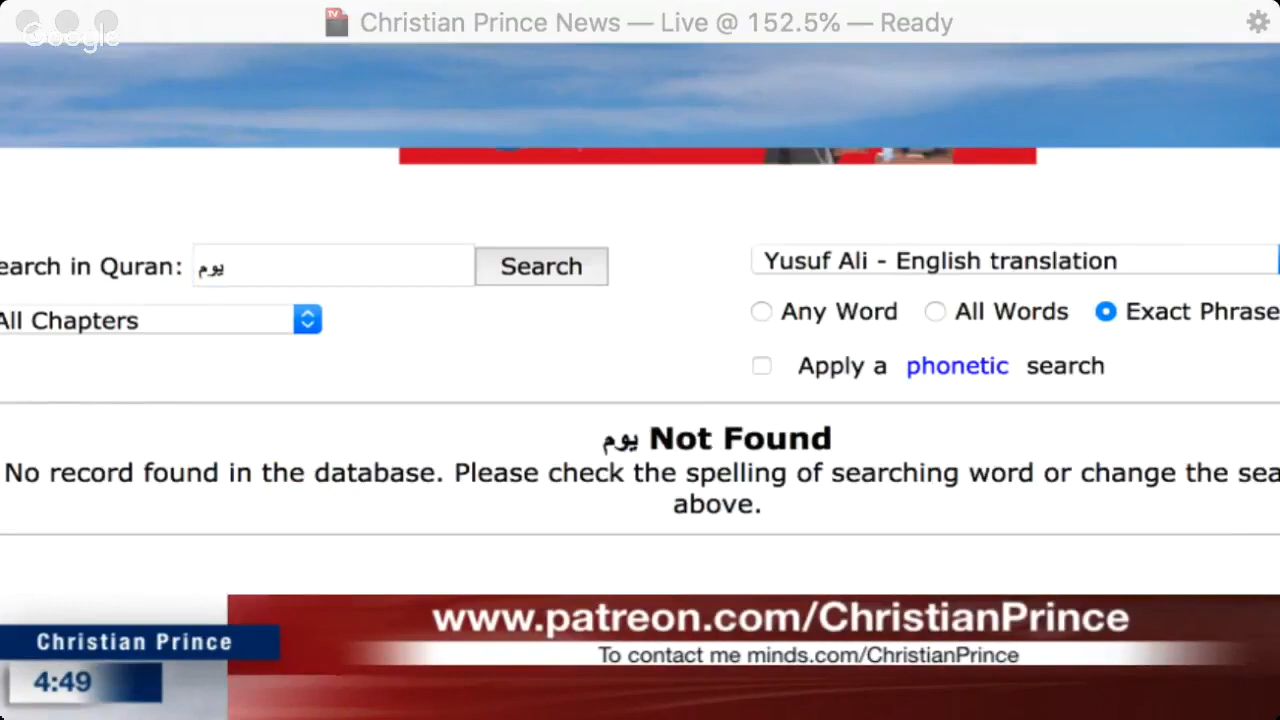 Christian Prince News — Live @ 152.5% — Ready
Google
earch in Quran: يوم Search
Yusuf Ali - English translation
All Chapters
Any Word All Words Exact Phrase
Apply a phonetic search
يوم Not Found
No record found in the database. Please check the spelling of searching word or change the sea
above.
www.patreon.com/ChristianPrince
Christian Prince
To contact me minds.com/ChristianPrince
4:49